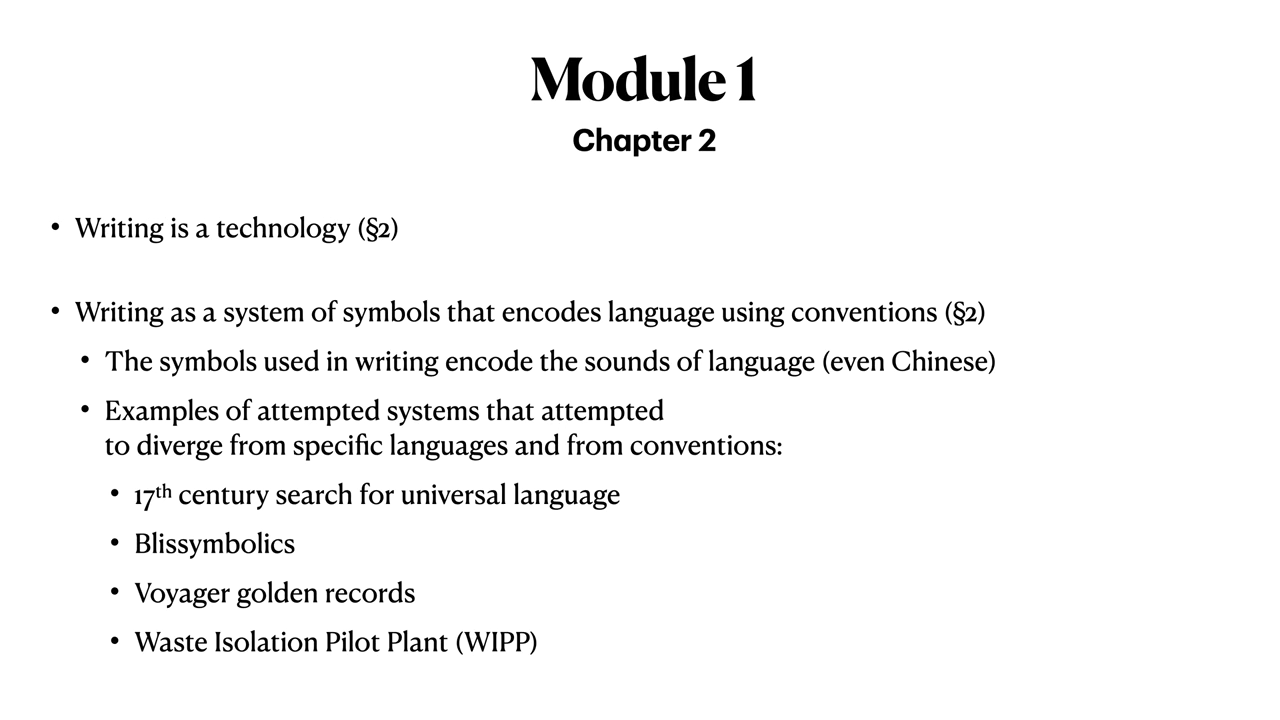 Module 1
Chapter 2
• Writing is a technology (§2)
• Writing as a system of symbols that encodes language using conventions (§2)
• The symbols used in writing encode the sounds of language (even Chinese)
• Examples of attempted systems that attempted
to diverge from specific languages and from conventions:
• 17th century search for universal language
• Blissymbolics
• Voyager golden records
• Waste Isolation Pilot Plant (WIPP)